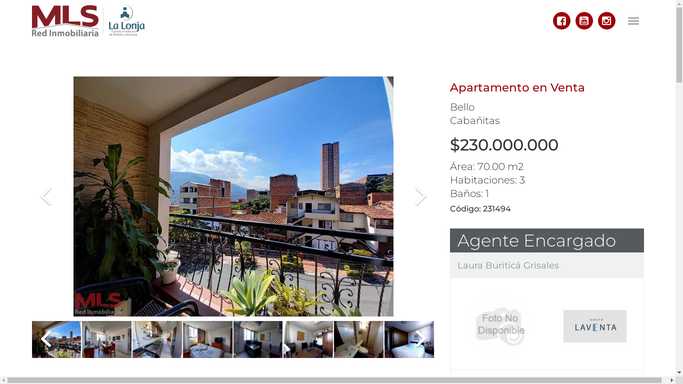 MLS
Red Inmobiliaria
La Lonja
Apartamento en Venta
Bello
Cabañitas
$230.000.000
Área: 70.00 m2
Habitaciones: 3
Baños: 1
Código: 231494
Agente Encargado
Laura Buriticá Grisales
Foto No
Disponible
LAVENTA
MLS
Red Inmobiliaria